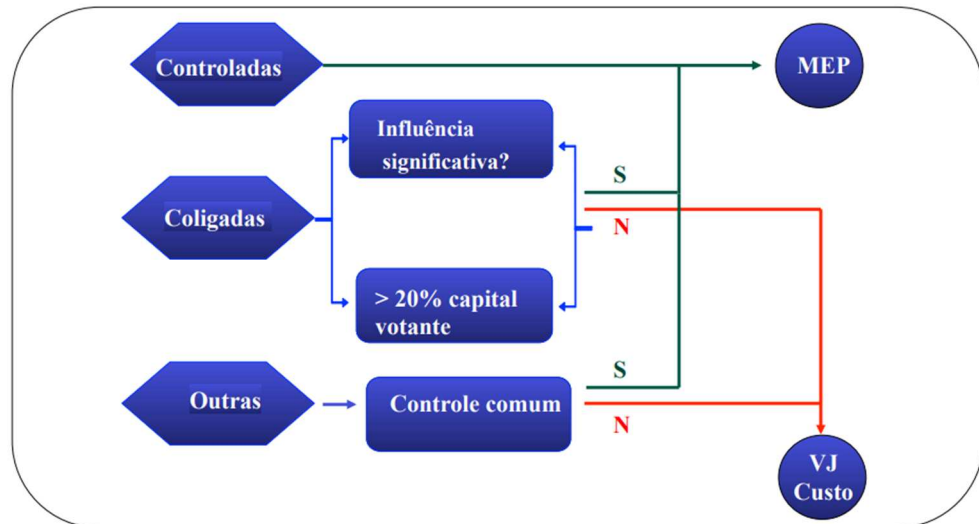 Controladas
MEP
Influência
significativa?
S
Coligadas
N
> 20% capital
votante
S
Outras
Controle comum
N
VJ
Custo